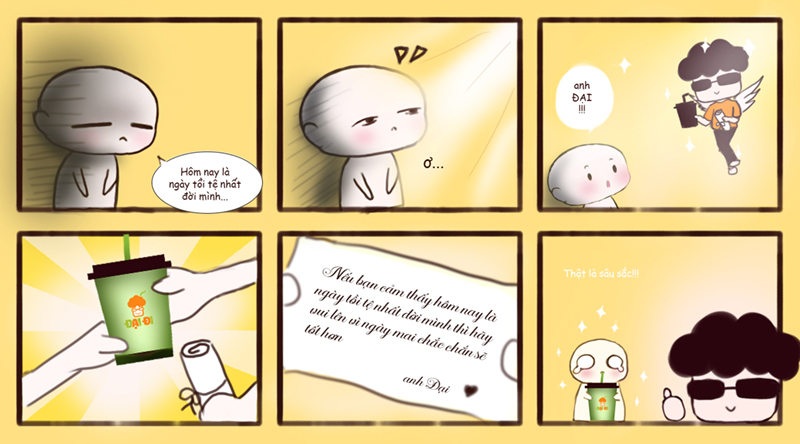 Hôm nay là
ngày tồi tệ nhất
đời mình...
ơ...
anh
ĐẠI
!!!
ĐẠI ĐI
Nếu bạn cảm thấy hôm nay là
ngày tồi tệ nhất đời mình thì hãy
vui lên vì ngày mai chắc chắn sẽ
tốt hơn
anh Đại
Thật là sâu sắc!!!